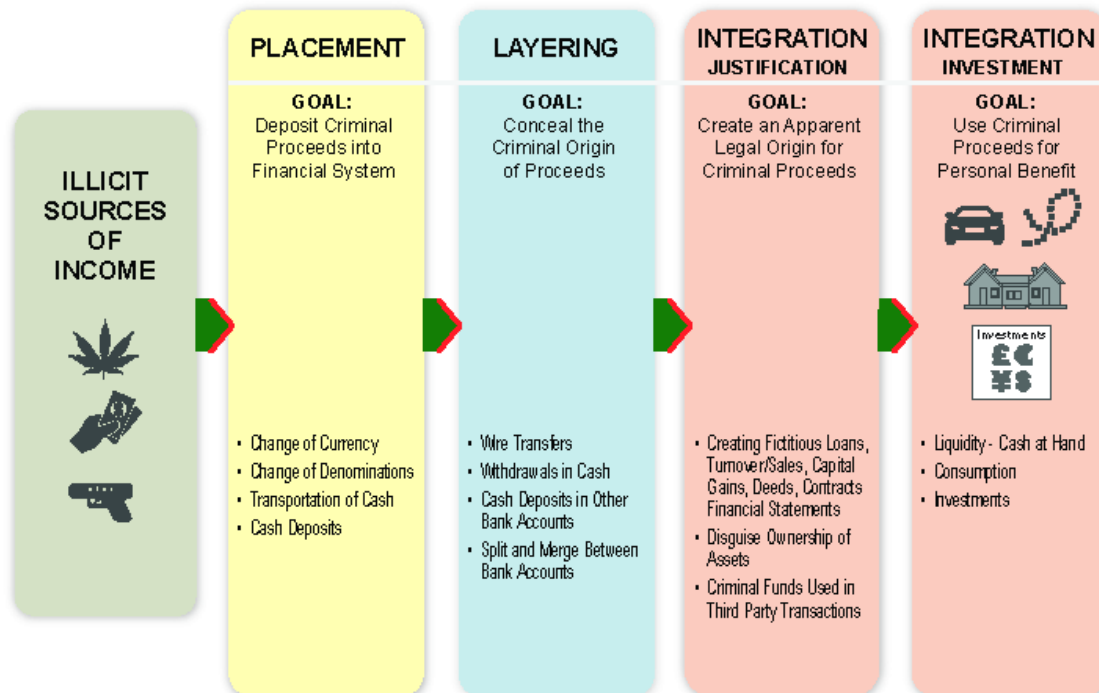 ILLICIT
SOURCES
OF
INCOME
PLACEMENT
GOAL:
Deposit Criminal
Proceeds into
Financial System
• Change of Currency
• Change of Denominations
• Transportation of Cash
• Cash Deposits
LAYERING
GOAL:
Conceal the
Criminal Origin
of Proceeds
• Wire Transfers
• Withdrawals in Cash
• Cash Deposits in Other
Bank Accounts
• Split and Merge Between
Bank Accounts
INTEGRATION
JUSTIFICATION
GOAL:
Create an Apparent
Legal Origin for
Criminal Proceeds
• Creating Fictitious Loans,
Turnover/Sales, Capital
Gains, Deeds, Contracts
Financial Statements
• Disguise Ownership of
Assets
• Criminal Funds Used in
Third Party Transactions
INTEGRATION
INVESTMENT
GOAL:
Use Criminal
Proceeds for
Personal Benefit
Investments
£ €
¥ $
• Liquidity - Cash at Hand
• Consumption
• Investments